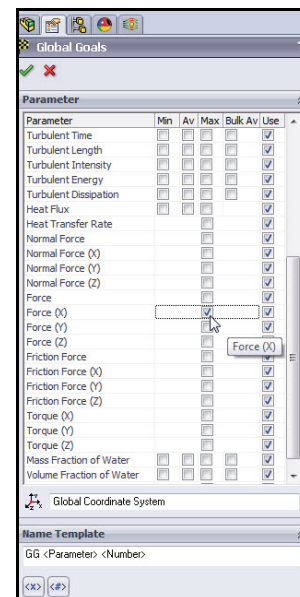 Global Goals
Parameter
Parameter Min Av Max Bulk Av Use
Turbulent Time
Turbulent Length
Turbulent Intensity
Turbulent Energy
Turbulent Dissipation
Heat Flux
Heat Transfer Rate
Normal Force
Normal Force (X)
Normal Force (Y)
Normal Force (Z)
Force
Force (X)
Force (Y)
Force (Z)
Force (X)
Friction Force
Friction Force (X)
Friction Force (Y)
Friction Force (Z)
Torque (X)
Torque (Y)
Torque (Z)
Mass Fraction of Water
Volume Fraction of Water
Global Coordinate System
Name Template
GG <Parameter> <Number>
<x> <#>